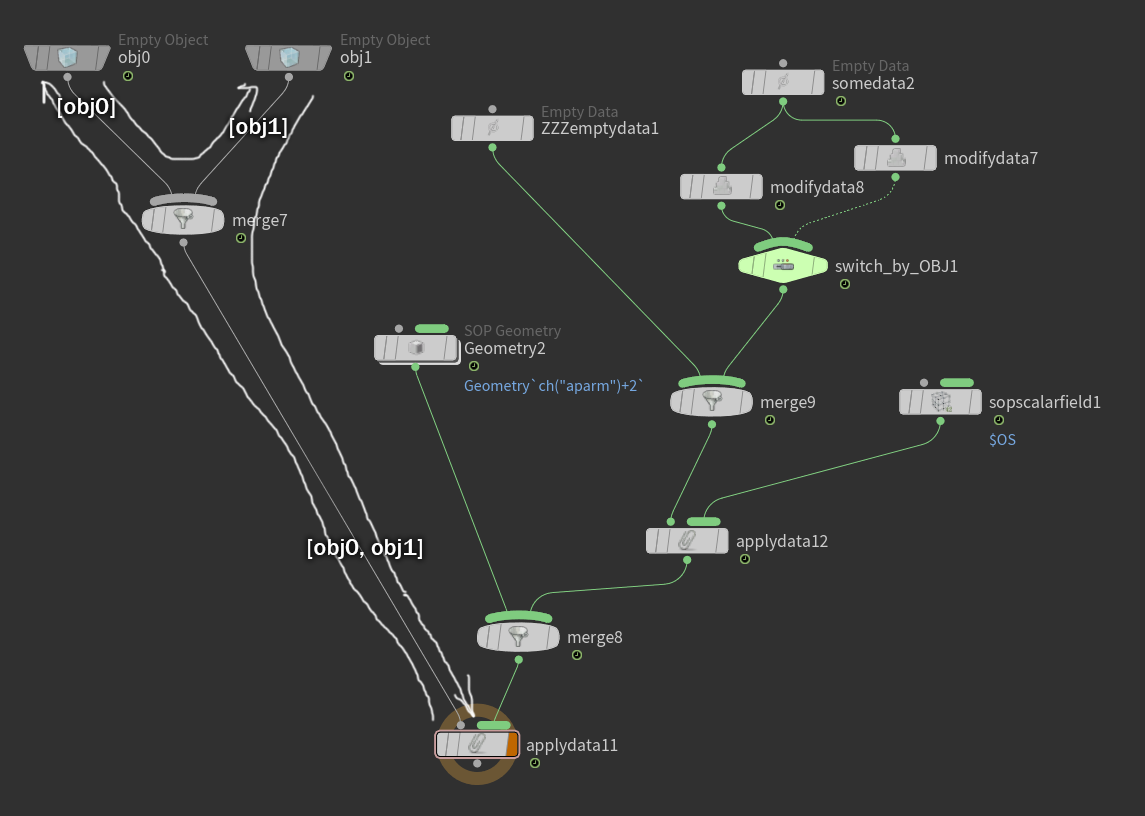 Empty Object
obj0
Empty Object
obj1
[obj0]
[obj1]
merge7
Empty Data
somedata2
Empty Data
ZZZemptydata1
modifydata7
modifydata8
switch_by_OBJ1
SOP Geometry
Geometry2
Geometry`ch("aparm")+2`
merge9
sopscalarfield1
$OS
[obj0, obj1]
applydata12
merge8
applydata11